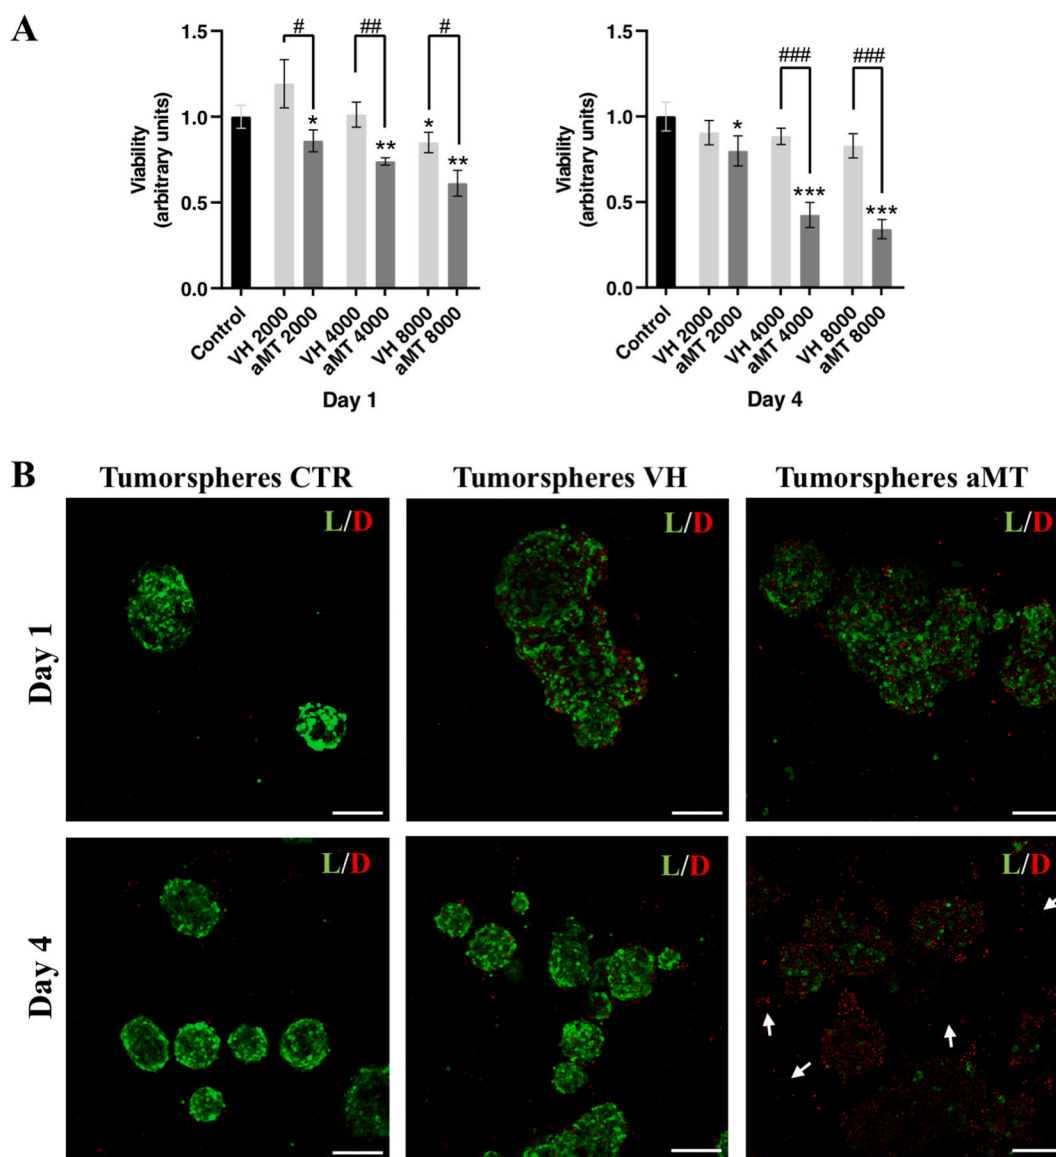 A
Viability
(arbitrary units)
1.5
1.0
0.5
0.0
#
##
#
*
**
*
**
Control
VH 2000
aMT 2000
VH 4000
aMT 4000
VH 8000
aMT 8000
Day 1
Viability
(arbitrary units)
1.5
1.0
0.5
0.0
###
###
*
***
***
Control
VH 2000
aMT 2000
VH 4000
aMT 4000
VH 8000
aMT 8000
Day 4
B
Tumorspheres CTR
Tumorspheres VH
Tumorspheres aMT
Day 1
L/D
L/D
L/D
Day 4
L/D
L/D
L/D